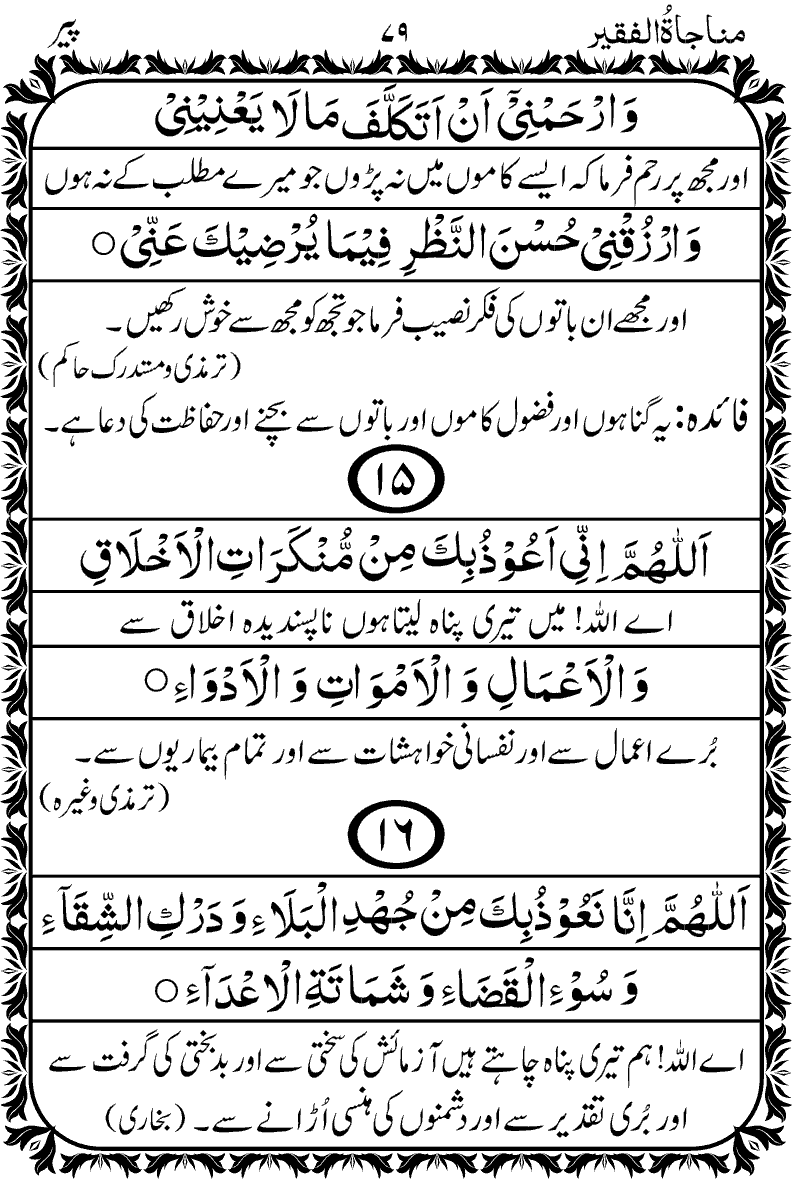 مناجاۃُ الفقیر ۷۹ پیر
وَارْحَمْنِیْٓ اَنْ اَتَکَلَّفَ مَالَا یَعْنِیْنِیْ
اور مجھ پر رحم فرما کہ ایسے کاموں میں نہ پڑوں جو میرے مطلب کے نہ ہوں
وَارْزُقْنِیْ حُسْنَ النَّظْرِ فِیْمَا یُرْضِیْكَ عَنِّیْ ○
اور مجھے ان باتوں کی فکر نصیب فرما جو تجھ کو مجھ سے خوش رکھیں۔
(ترمذی و مستدرک حاکم)
فائدہ: یہ گناہوں اور فضول کاموں اور باتوں سے بچنے اور حفاظت کی دعا ہے۔
۱۵
اَللّٰهُمَّ اِنِّیْ اَعُوْذُبِكَ مِنْ مُّنْكَرَاتِ الْاَخْلَاقِ
اے اللہ! میں تیری پناہ لیتا ہوں ناپسندیدہ اخلاق سے
وَالْاَعْمَالِ وَالْاَمْوَاتِ وَالْاَدْوَاءِ ○
بُرے اعمال سے اور نفسانی خواہشات سے اور تمام بیماریوں سے۔
(ترمذی وغیرہ)
۱۶
اَللّٰهُمَّ اِنَّا نَعُوْذُبِكَ مِنْ جُهْدِ الْبَلَاءِ وَدَرْكِ الشِّقَآءِ
وَسُوْءِ الْقَضَاءِ وَشَمَاتَةِ الْاَعْدَآءِ ○
اے اللہ! ہم تیری پناہ چاہتے ہیں آزمائش کی سختی سے اور بدبختی کی گرفت سے
اور بُری تقدیر سے اور دشمنوں کی ہنسی اُڑانے سے۔ (بخاری)